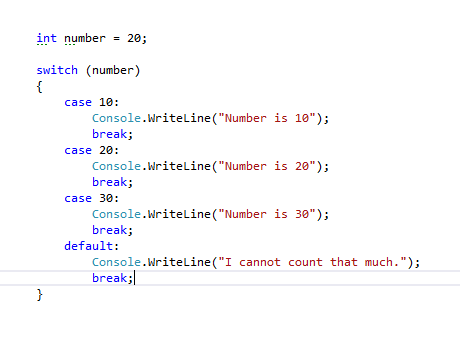 int number = 20;
switch (number)
{
case 10:
Console.WriteLine("Number is 10");
break;
case 20:
Console.WriteLine("Number is 20");
break;
case 30:
Console.WriteLine("Number is 30");
break;
default:
Console.WriteLine("I cannot count that much.");
break;
}